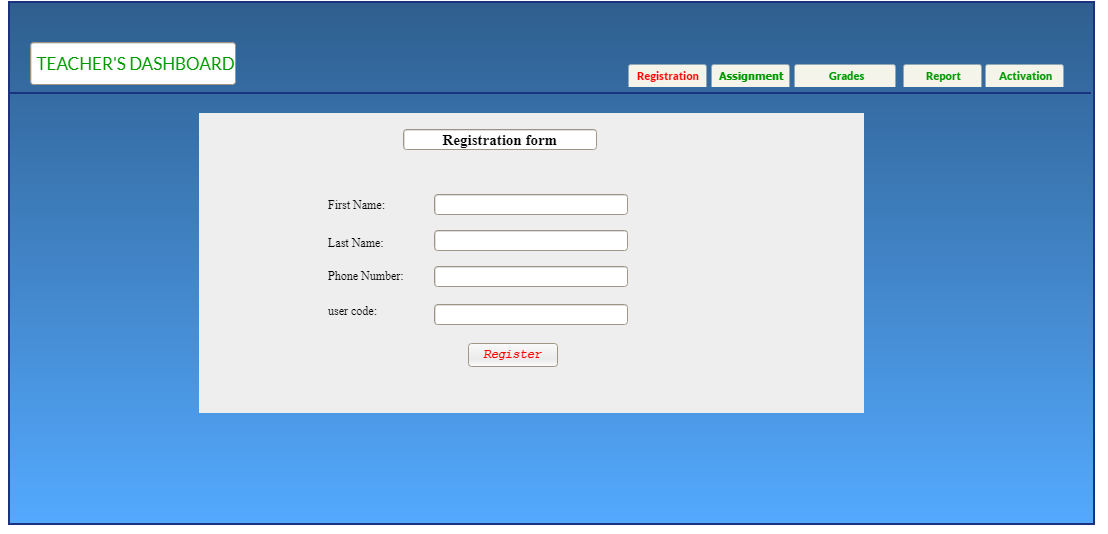 TEACHER'S DASHBOARD
Registration Assignment Grades Report Activation
Registration form
First Name:
Last Name:
Phone Number:
user code:
Register